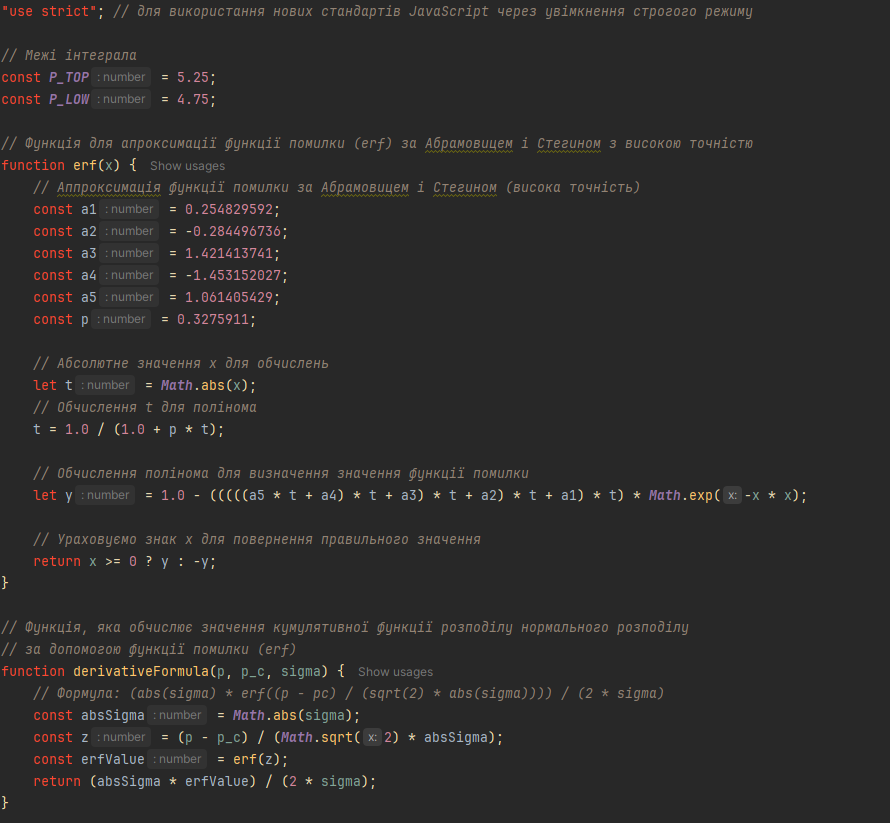 "use strict"; // для використання нових стандартів JavaScript через увімкнення строгого режиму
// Межі інтеграла
const P_TOP : number = 5.25;
const P_LOW : number = 4.75;
// Функція для апроксимації функції помилки (erf) за Абрамовицем і Стегином з високою точністю
function erf(x) { Show usages
// Аппроксимація функції помилки за Абрамовицем і Стегином (висока точність)
const a1 : number = 0.254829592;
const a2 : number = -0.284496736;
const a3 : number = 1.421413741;
const a4 : number = -1.453152027;
const a5 : number = 1.061405429;
const p : number = 0.3275911;
// Абсолютне значення x для обчислень
let t : number = Math.abs(x);
// Обчислення t для полінома
t = 1.0 / (1.0 + p * t);
// Обчислення полінома для визначення значення функції помилки
let y : number = 1.0 - (((((a5 * t + a4) * t + a3) * t + a2) * t + a1) * t) * Math.exp( x: -x * x);
// Ураховуємо знак x для повернення правильного значення
return x >= 0 ? y : -y;
}
// Функція, яка обчислює значення кумулятивної функції розподілу нормального розподілу
// за допомогою функції помилки (erf)
function derivativeFormula(p, p_c, sigma) { Show usages
// Формула: (abs(sigma) * erf((p - pc) / (sqrt(2) * abs(sigma)))) / (2 * sigma)
const absSigma : number = Math.abs(sigma);
const z : number = (p - p_c) / (Math.sqrt( x: 2) * absSigma);
const erfValue : number = erf(z);
return (absSigma * erfValue) / (2 * sigma);
}